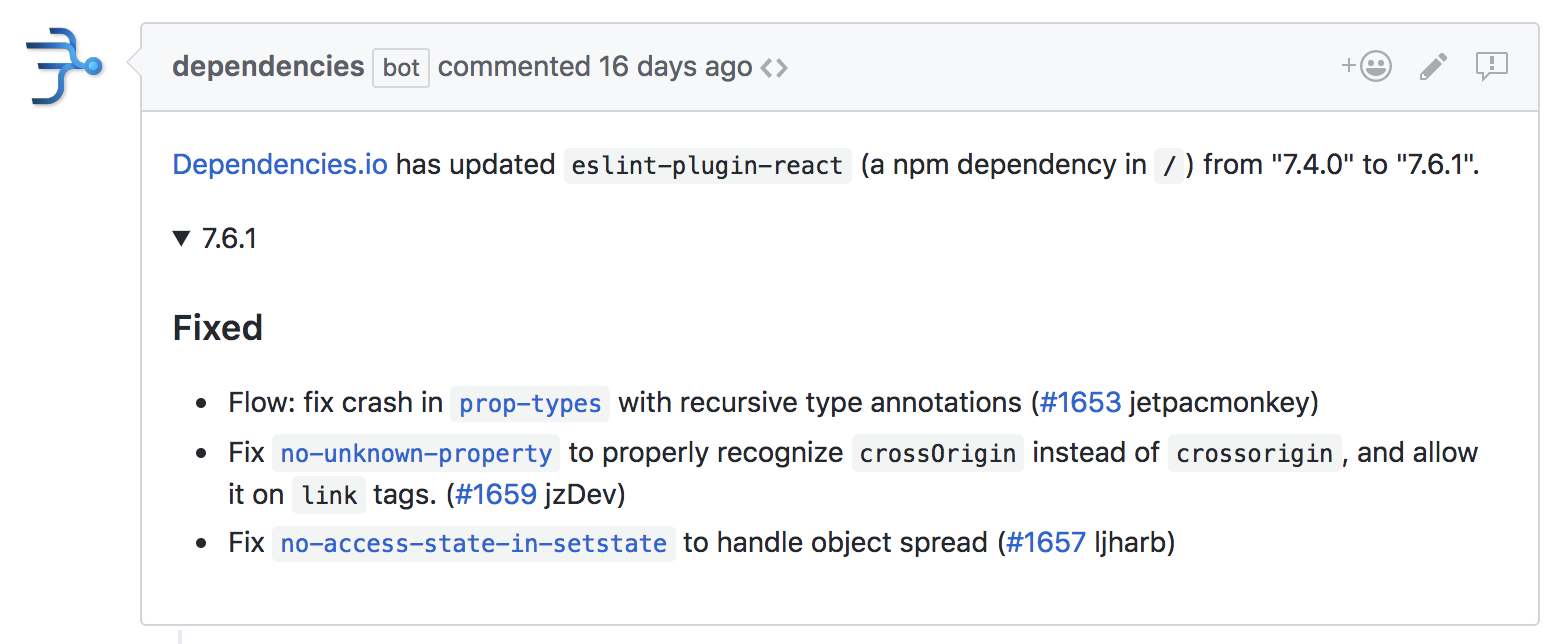 dependencies bot commented 16 days ago <>
Dependencies.io has updated eslint-plugin-react (a npm dependency in /) from "7.4.0" to "7.6.1".
▼ 7.6.1
Fixed
• Flow: fix crash in prop-types with recursive type annotations (#1653 jetpacmonkey)
• Fix no-unknown-property to properly recognize crossOrigin instead of crossorigin, and allow
it on link tags. (#1659 jzDev)
• Fix no-access-state-in-setstate to handle object spread (#1657 ljharb)